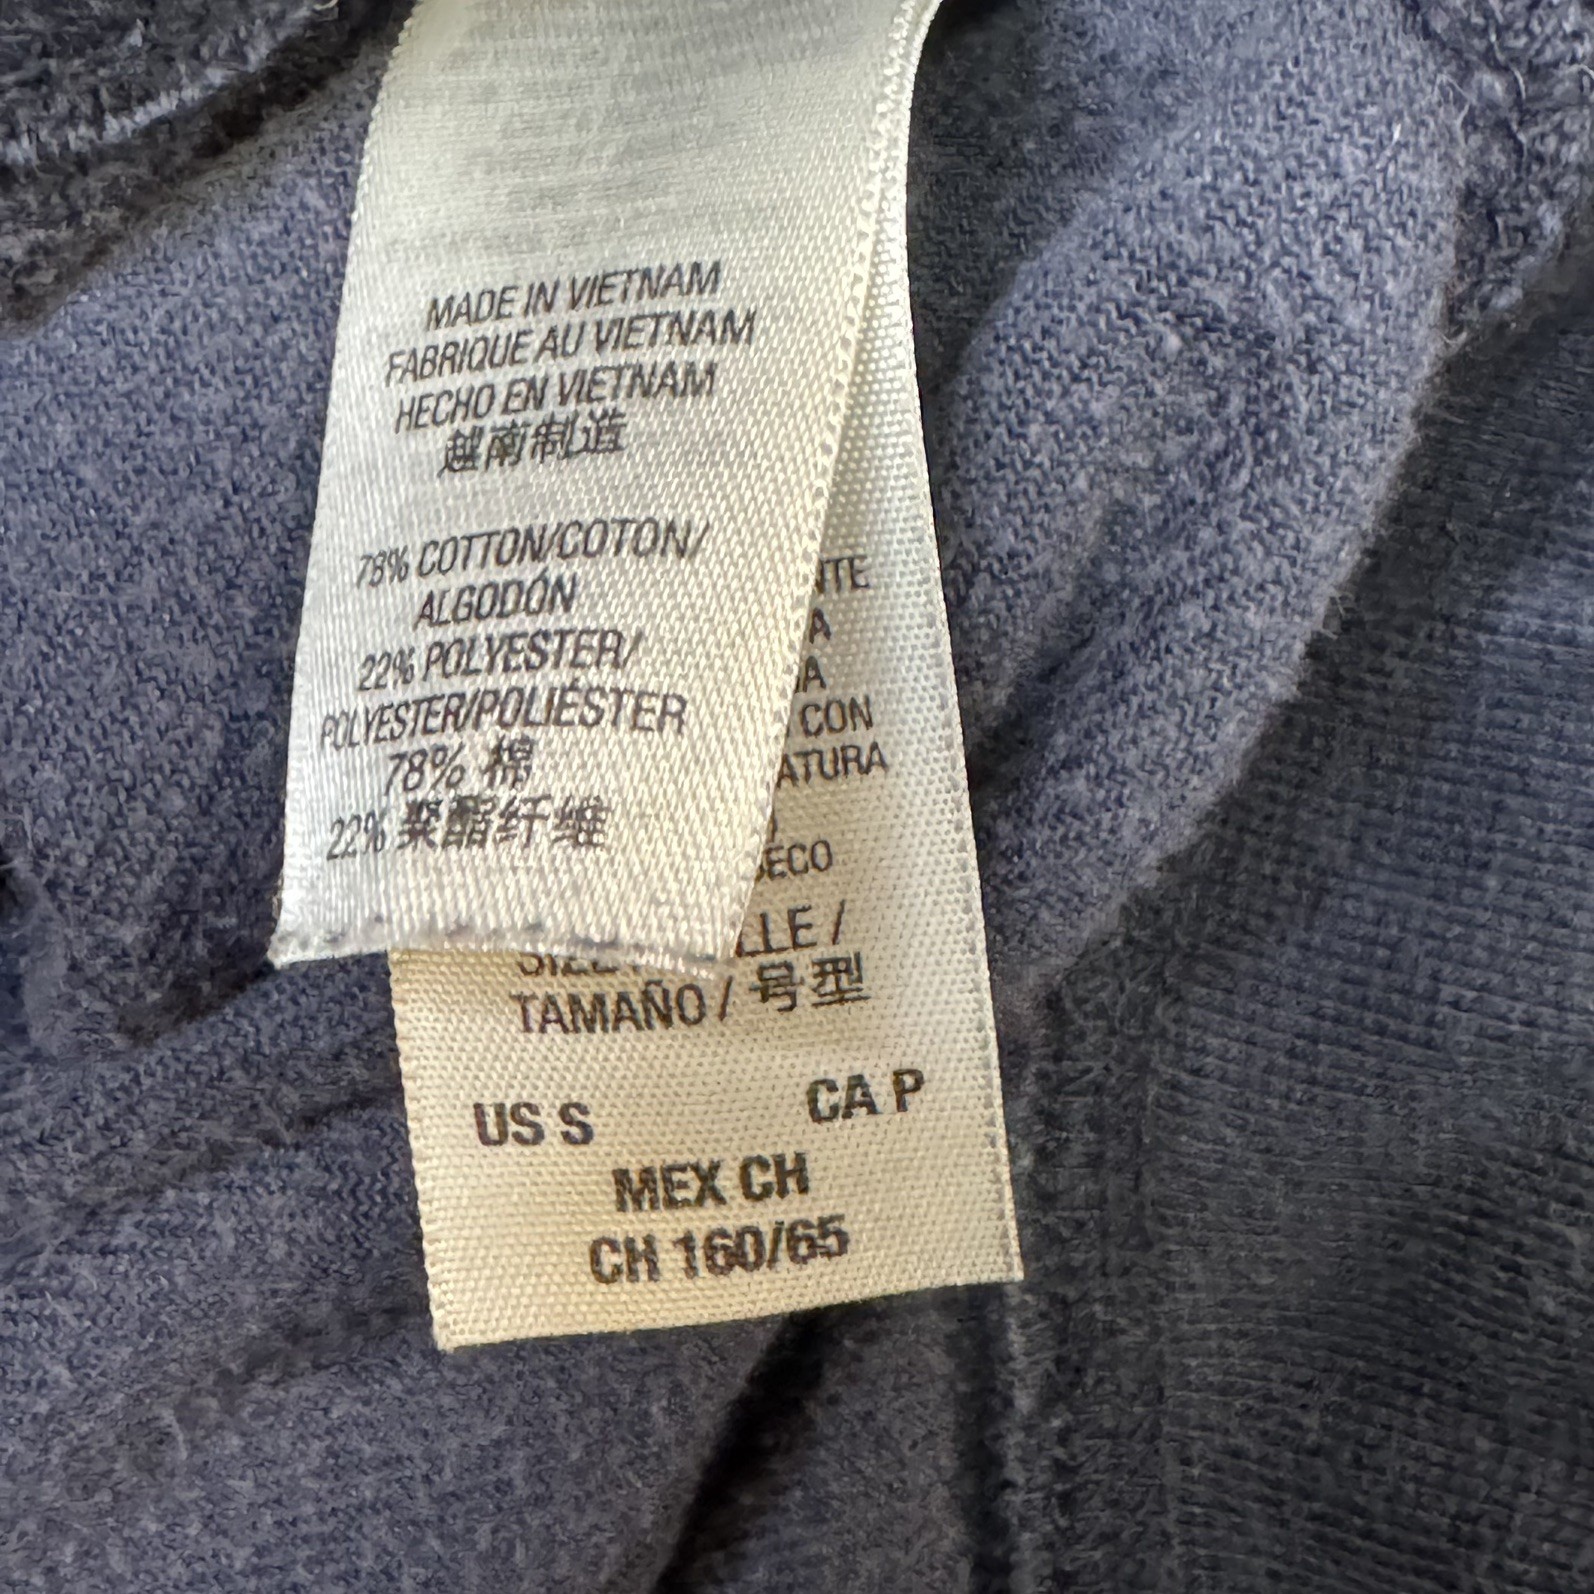 MADE IN VIETNAM
FABRIQUE AU VIETNAM
HECHO EN VIETNAM
越南制造
78% COTTON/COTON/
ALGODÓN
22% POLYESTER/
POLYESTER/POLIÉSTER
78% 棉
22% 聚酯纤维
CON
TAMAÑO / 号型
US S CA P
MEX CH
CH 160/65